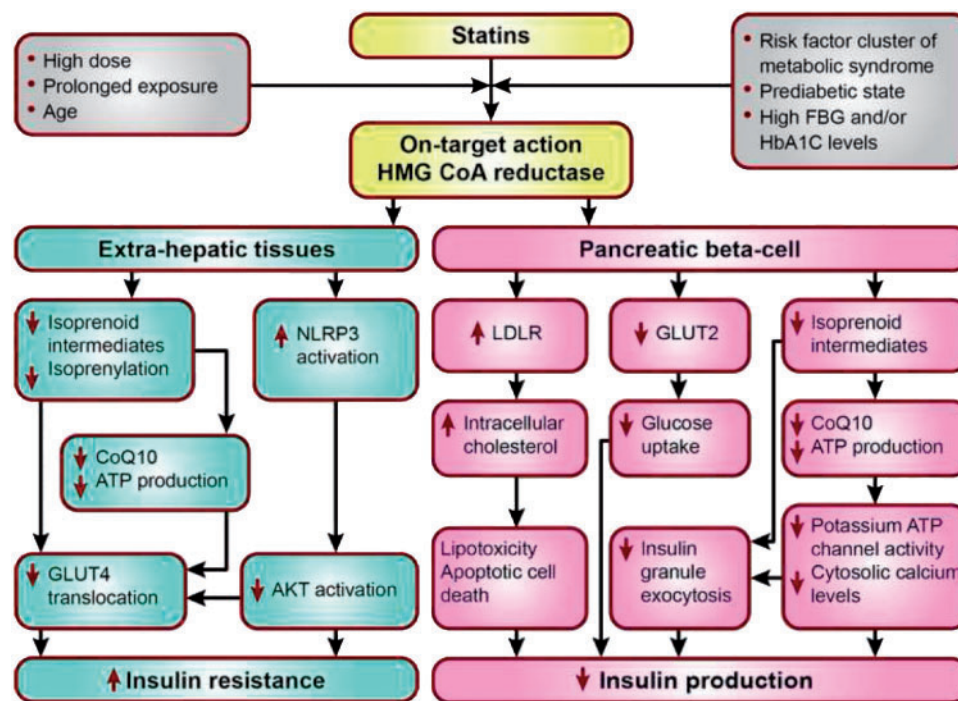 Statins
• High dose
• Prolonged exposure
• Age
• Risk factor cluster of
metabolic syndrome
• Prediabetic state
• High FBG and/or
HbA1C levels
On-target action
HMG CoA reductase
Extra-hepatic tissues
Pancreatic beta-cell
↓ Isoprenoid
intermediates
↓ Isoprenylation
↑ NLRP3
activation
↑ LDLR
↓ GLUT2
↓ Isoprenoid
intermediates
↓ CoQ10
↓ ATP production
↑ Intracellular
cholesterol
↓ Glucose
uptake
↓ CoQ10
↓ ATP production
↓ GLUT4
translocation
↓ AKT activation
Lipotoxicity
Apoptotic cell
death
↓ Insulin
granule
exocytosis
↓ Potassium ATP
channel activity
↓ Cytosolic calcium
levels
↑ Insulin resistance
↓ Insulin production